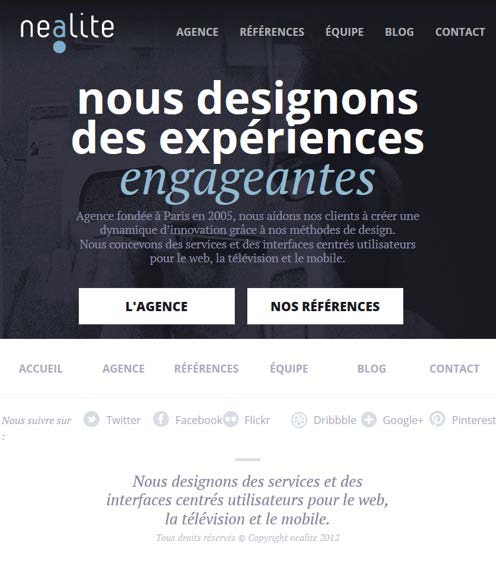 nealite
AGENCE RÉFÉRENCES ÉQUIPE BLOG CONTACT
nous designons
des expériences
engageantes
Agence fondée à Paris en 2005, nous aidons nos clients à créer une
dynamique d'innovation grâce à nos méthodes de design.
Nous concevons des services et des interfaces centrés utilisateurs
pour le web, la télévision et le mobile.
L'AGENCE NOS RÉFÉRENCES
ACCUEIL AGENCE RÉFÉRENCES ÉQUIPE BLOG CONTACT
Nous suivre sur
:
Twitter Facebook Flickr Dribbble Google+ Pinterest
Nous designons des services et des
interfaces centrés utilisateurs pour le web,
la télévision et le mobile.
Tous droits réservés © Copyright nealite 2012